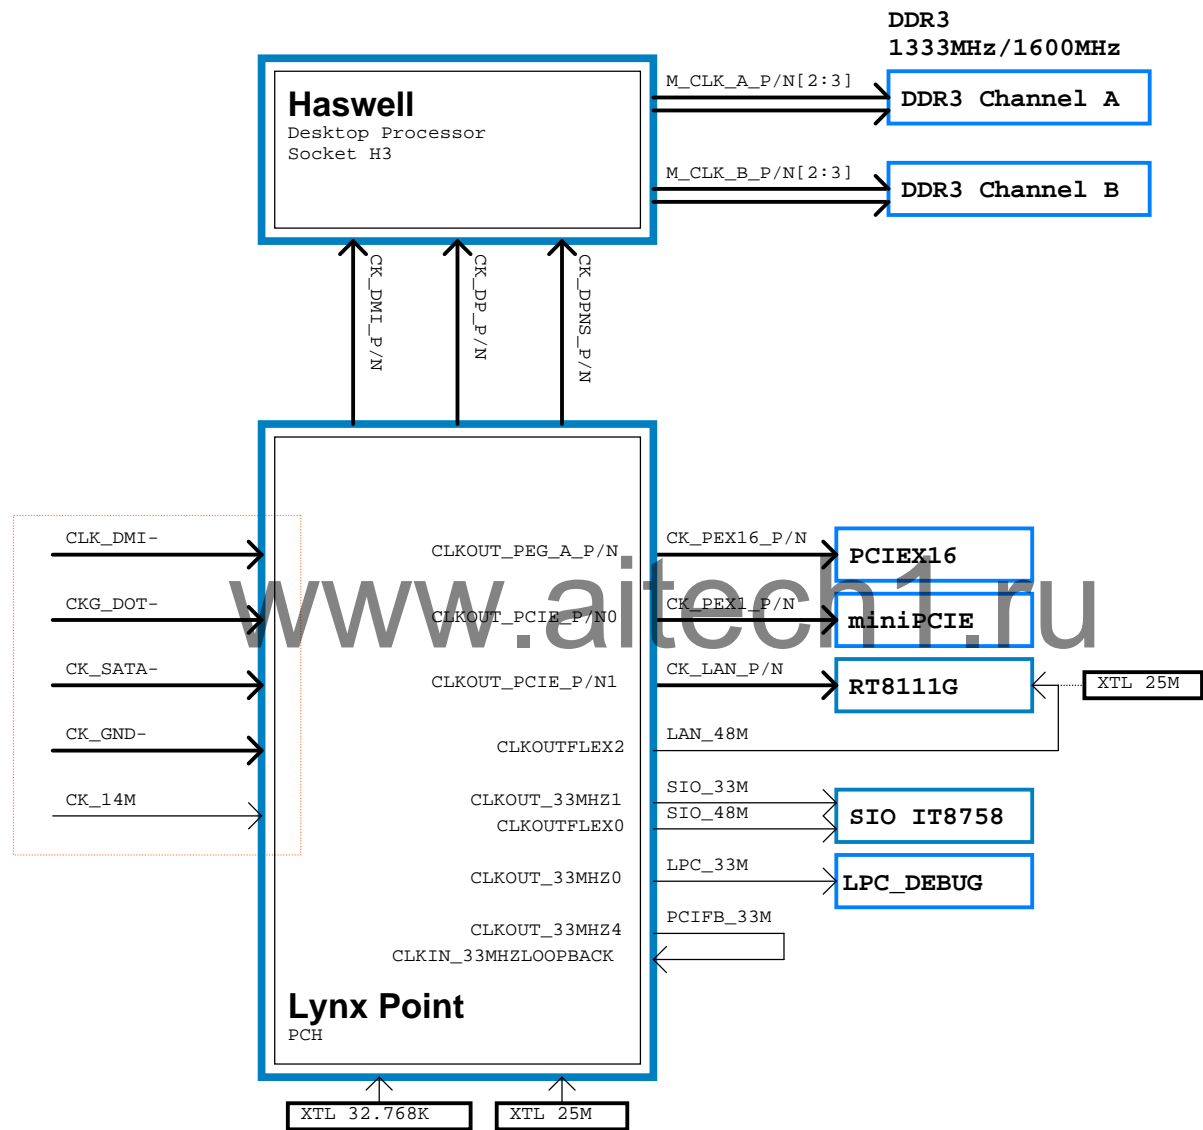 DDR3
1333MHz/1600MHz
Haswell
Desktop Processor
Socket H3
M_CLK_A_P/N[2:3]
DDR3 Channel A
M_CLK_B_P/N[2:3]
DDR3 Channel B
CK_DMI_P/N
CK_DP_P/N
CK_DPNS_P/N
CLK_DMI-
CKG_DOT-
CK_SATA-
CK_GND-
CK_14M
CLKOUT_PEG_A_P/N
CK_PEX16_P/N
PCIEX16
CLKOUT_PCIE_P/N0
CK_PEX1_P/N
miniPCIE
www.aitech1.ru
CLKOUT_PCIE_P/N1
CK_LAN_P/N
RT8111G
XTL 25M
CLKOUTFLEX2
LAN_48M
CLKOUT_33MHZ1
SIO_33M
CLKOUTFLEX0
SIO_48M
SIO IT8758
CLKOUT_33MHZ0
LPC_33M
LPC_DEBUG
CLKOUT_33MHZ4
PCIFB_33M
CLKIN_33MHZLOOPBACK
Lynx Point
PCH
XTL 32.768K
XTL 25M